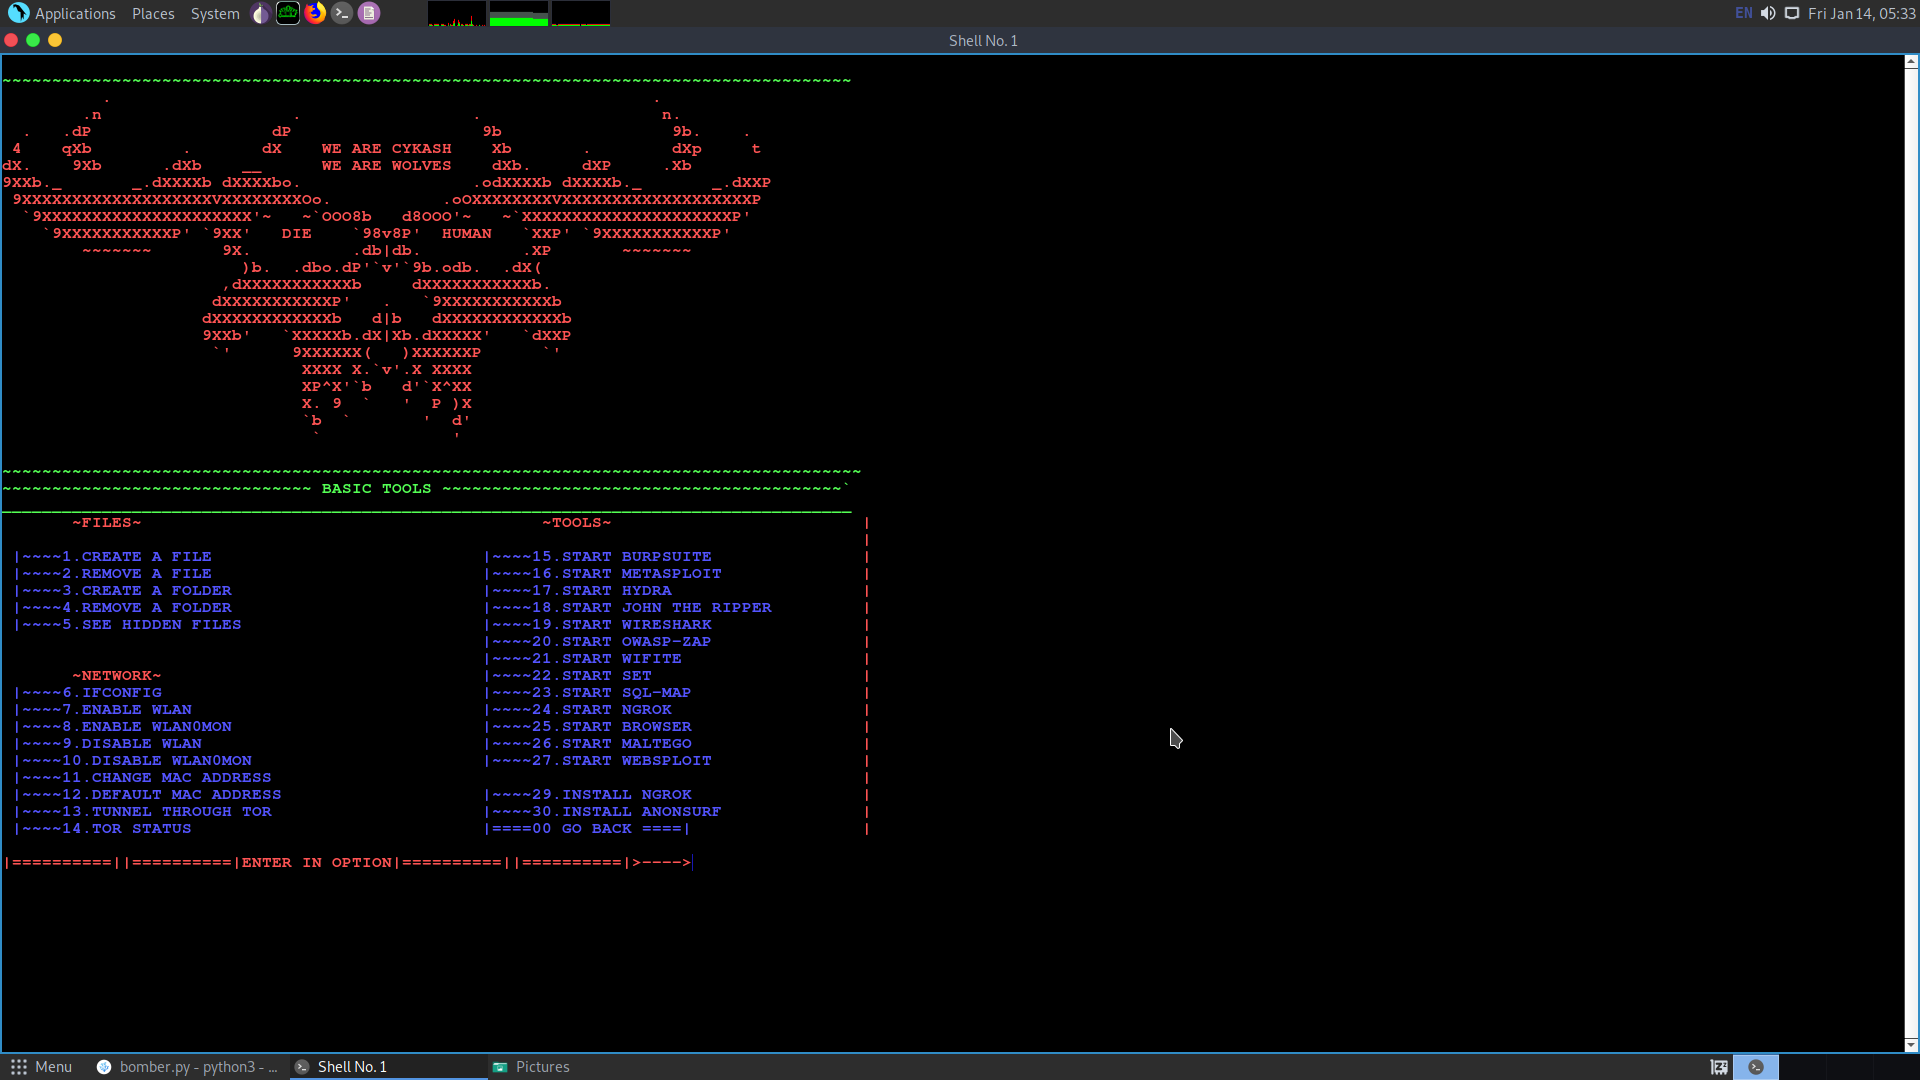 Applications Places System EN Fri Jan 14, 05:33
Shell No. 1
WE ARE CYKASH
WE ARE WOLVES
DIE HUMAN
BASIC TOOLS
~FILES~
|~~~~1.CREATE A FILE
|~~~~2.REMOVE A FILE
|~~~~3.CREATE A FOLDER
|~~~~4.REMOVE A FOLDER
|~~~~5.SEE HIDDEN FILES
~NETWORK~
|~~~~6.IFCONFIG
|~~~~7.ENABLE WLAN
|~~~~8.ENABLE WLAN0MON
|~~~~9.DISABLE WLAN
|~~~~10.DISABLE WLAN0MON
|~~~~11.CHANGE MAC ADDRESS
|~~~~12.DEFAULT MAC ADDRESS
|~~~~13.TUNNEL THROUGH TOR
|~~~~14.TOR STATUS
~TOOLS~
|~~~~15.START BURPSUITE
|~~~~16.START METASPLOIT
|~~~~17.START HYDRA
|~~~~18.START JOHN THE RIPPER
|~~~~19.START WIRESHARK
|~~~~20.START OWASP-ZAP
|~~~~21.START WIFITE
|~~~~22.START SET
|~~~~23.START SQL-MAP
|~~~~24.START NGROK
|~~~~25.START BROWSER
|~~~~26.START MALTEGO
|~~~~27.START WEBSPLOIT
|~~~~29.INSTALL NGROK
|~~~~30.INSTALL ANONSURF
|====00 GO BACK ====|
|==========||==========|ENTER IN OPTION|==========||==========|>---->
Menu bomber.py - python3 - ... Shell No. 1 Pictures